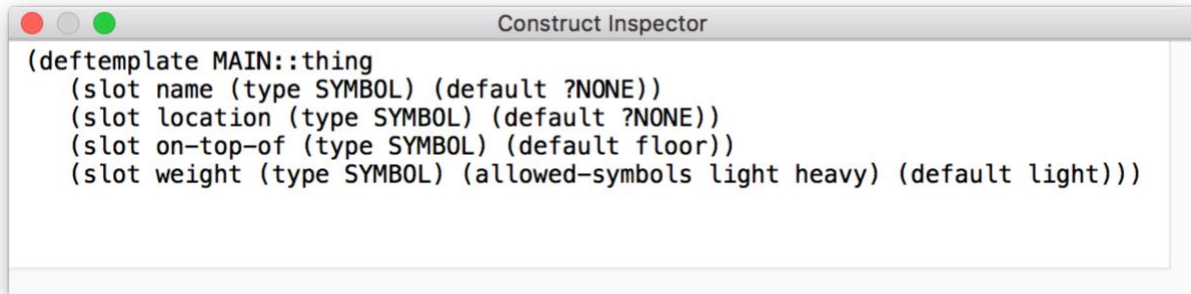 Construct Inspector
(deftemplate MAIN::thing
(slot name (type SYMBOL) (default ?NONE))
(slot location (type SYMBOL) (default ?NONE))
(slot on-top-of (type SYMBOL) (default floor))
(slot weight (type SYMBOL) (allowed-symbols light heavy) (default light)))